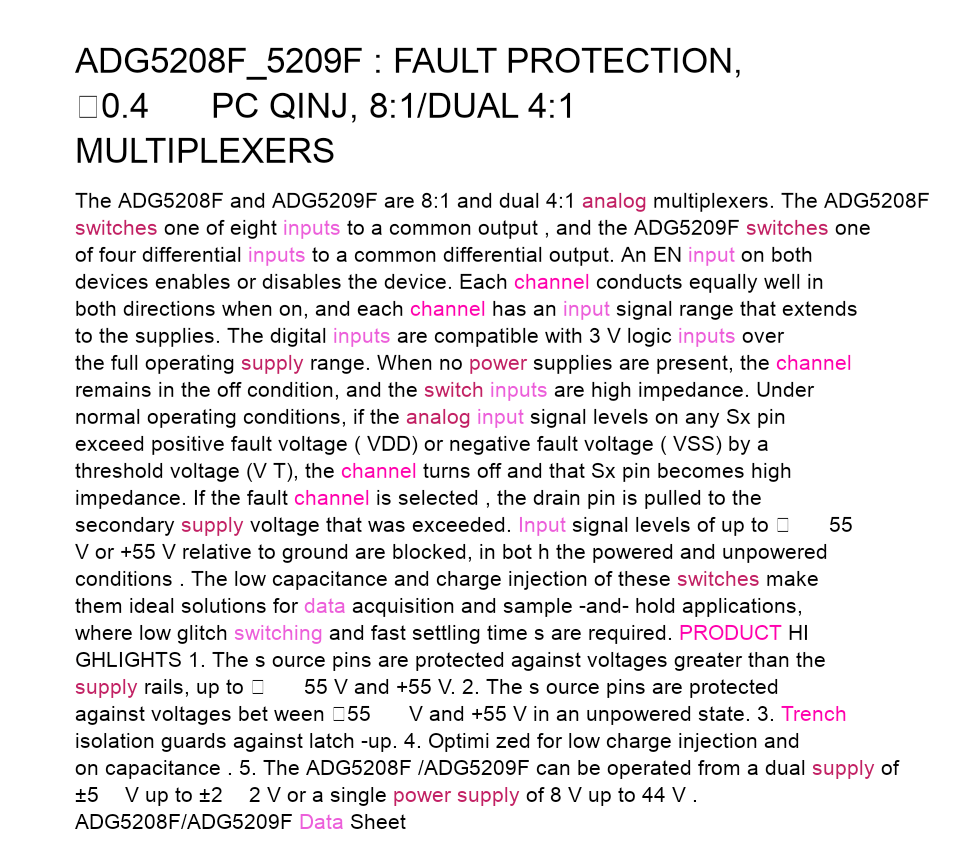 ADG5208F_5209F : FAULT PROTECTION,
□0.4 PC QINJ, 8:1/DUAL 4:1
MULTIPLEXERS
The ADG5208F and ADG5209F are 8:1 and dual 4:1 analog multiplexers. The ADG5208F
switches one of eight inputs to a common output , and the ADG5209F switches one
of four differential inputs to a common differential output. An EN input on both
devices enables or disables the device. Each channel conducts equally well in
both directions when on, and each channel has an input signal range that extends
to the supplies. The digital inputs are compatible with 3 V logic inputs over
the full operating supply range. When no power supplies are present, the channel
remains in the off condition, and the switch inputs are high impedance. Under
normal operating conditions, if the analog input signal levels on any Sx pin
exceed positive fault voltage ( VDD) or negative fault voltage ( VSS) by a
threshold voltage (V T), the channel turns off and that Sx pin becomes high
impedance. If the fault channel is selected , the drain pin is pulled to the
secondary supply voltage that was exceeded. Input signal levels of up to □ 55
V or +55 V relative to ground are blocked, in bot h the powered and unpowered
conditions . The low capacitance and charge injection of these switches make
them ideal solutions for data acquisition and sample -and- hold applications,
where low glitch switching and fast settling time s are required. PRODUCT HI
GHLIGHTS 1. The s ource pins are protected against voltages greater than the
supply rails, up to □ 55 V and +55 V. 2. The s ource pins are protected
against voltages bet ween □55 V and +55 V in an unpowered state. 3. Trench
isolation guards against latch -up. 4. Optimi zed for low charge injection and
on capacitance . 5. The ADG5208F /ADG5209F can be operated from a dual supply of
±5 V up to ±2 2 V or a single power supply of 8 V up to 44 V .
ADG5208F/ADG5209F Data Sheet